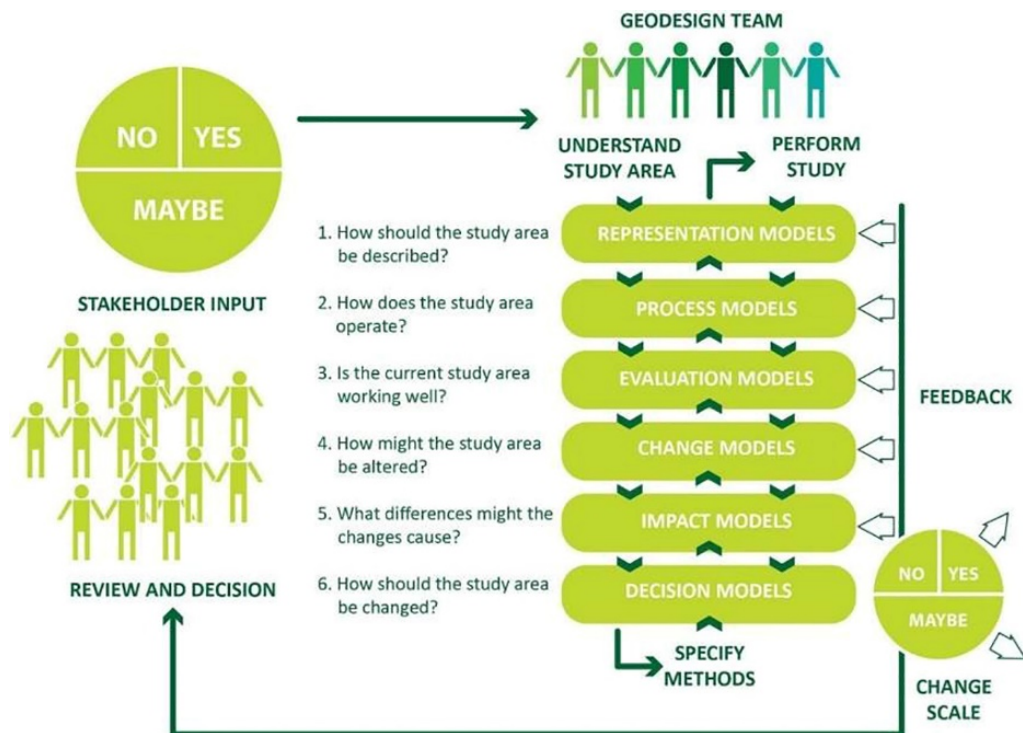 GEODESIGN TEAM
NO
YES
MAYBE
UNDERSTAND
STUDY AREA
PERFORM
STUDY
STAKEHOLDER INPUT
1. How should the study area
be described?
REPRESENTATION MODELS
2. How does the study area
operate?
PROCESS MODELS
3. Is the current study area
working well?
EVALUATION MODELS
FEEDBACK
4. How might the study area
be altered?
CHANGE MODELS
5. What differences might the
changes cause?
IMPACT MODELS
NO
YES
MAYBE
REVIEW AND DECISION
6. How should the study area
be changed?
DECISION MODELS
SPECIFY
METHODS
CHANGE
SCALE